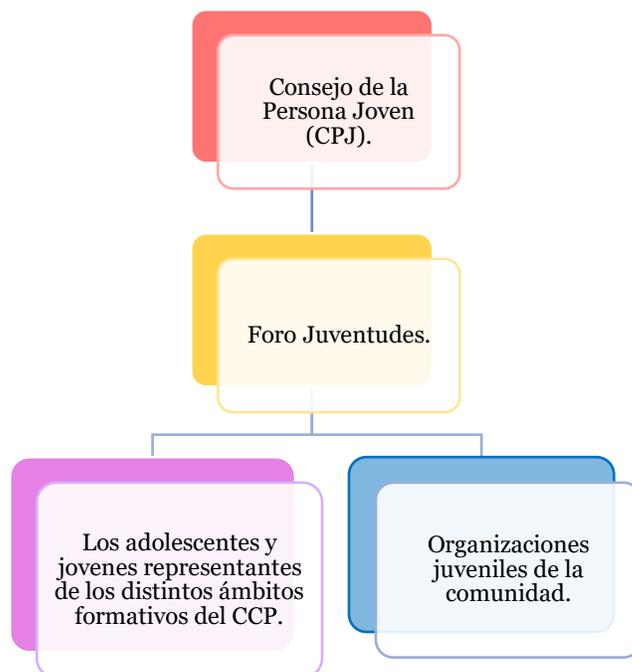 Consejo de la
Persona Joven
(CPJ).
Foro Juventudes.
Los adolescentes y
jovenes representantes
de los distintos ámbitos
formativos del CCP.
Organizaciones
juveniles de la
comunidad.